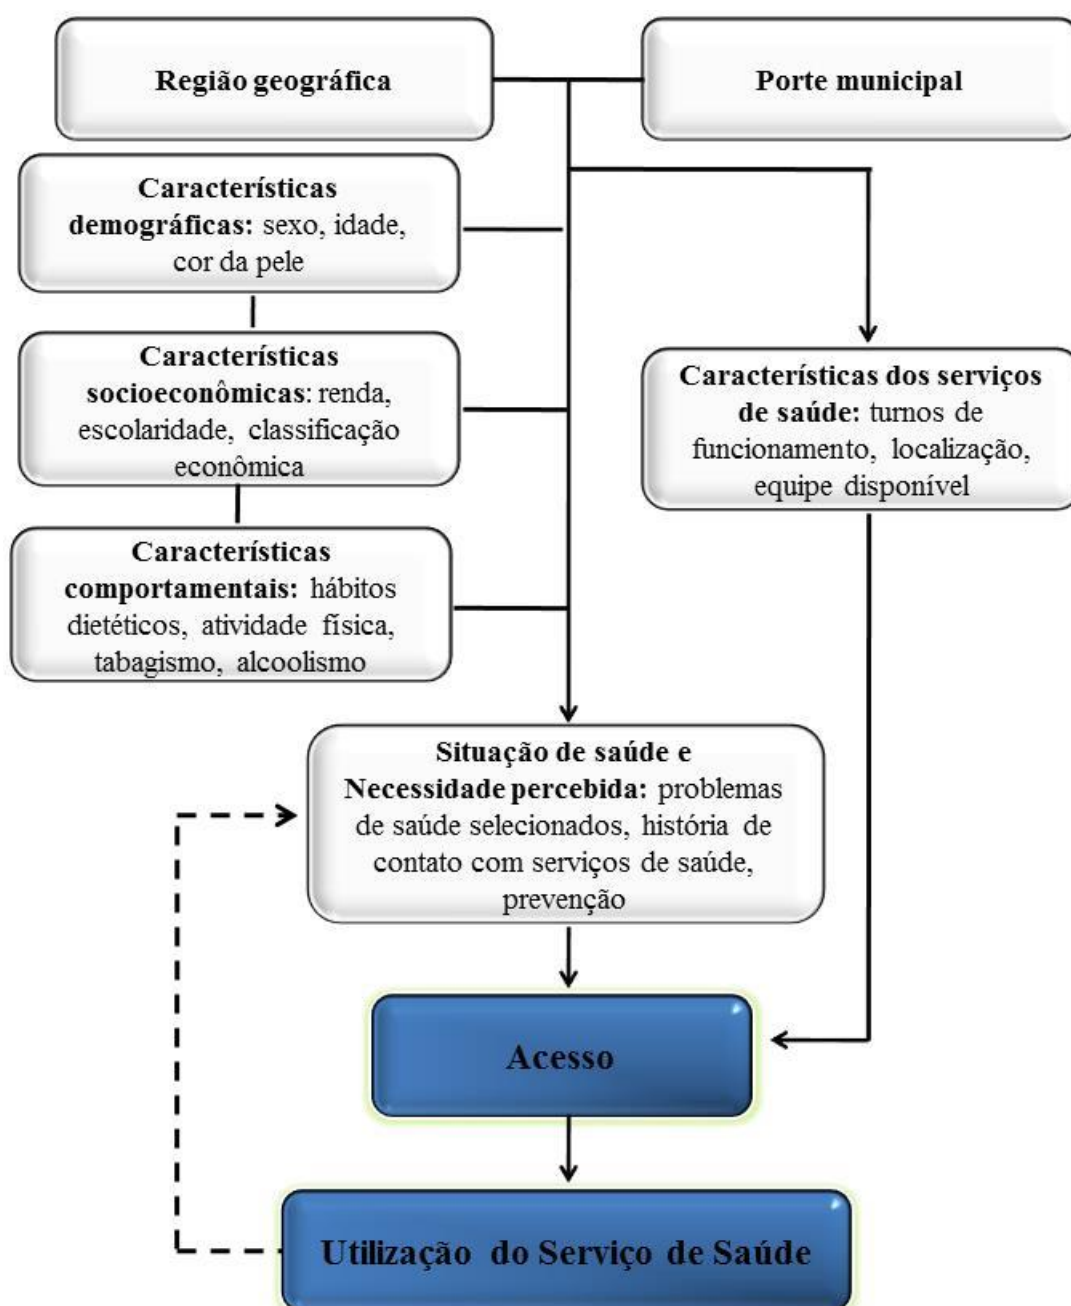 Região geográfica
Porte municipal
Características
demográficas: sexo, idade,
cor da pele
Características
socioeconômicas: renda,
escolaridade, classificação
econômica
Características dos serviços
de saúde: turnos de
funcionamento, localização,
equipe disponível
Características
comportamentais: hábitos
dietéticos, atividade física,
tabagismo, alcoolismo
Situação de saúde e
Necessidade percebida: problemas
de saúde selecionados, história de
contato com serviços de saúde,
prevenção
Acesso
Utilização do Serviço de Saúde